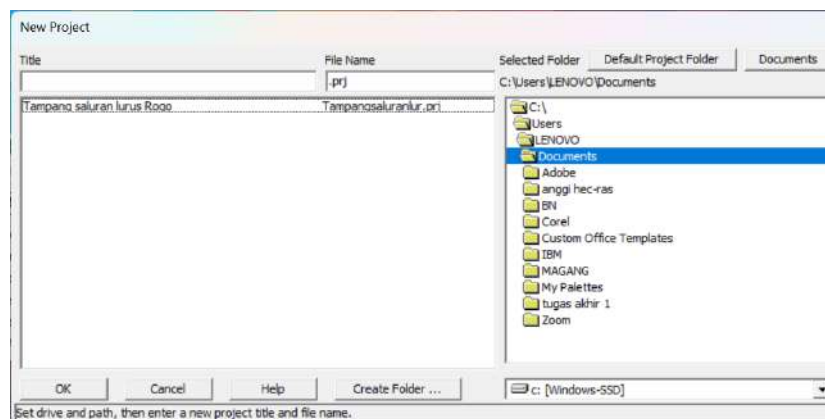 New Project
Title File Name Selected Folder Default Project Folder Documents
.prj C:\Users\LENOVO\Documents
Tampang saluran lurus Rogo Tampangsaluranlur.prj
C:\
Users
LENOVO
Documents
Adobe
anggi hec-ras
BN
Corel
Custom Office Templates
IBM
MAGANG
My Palettes
tugas akhir 1
Zoom
OK Cancel Help Create Folder ... c: [Windows-SSD]
Set drive and path, then enter a new project title and file name.